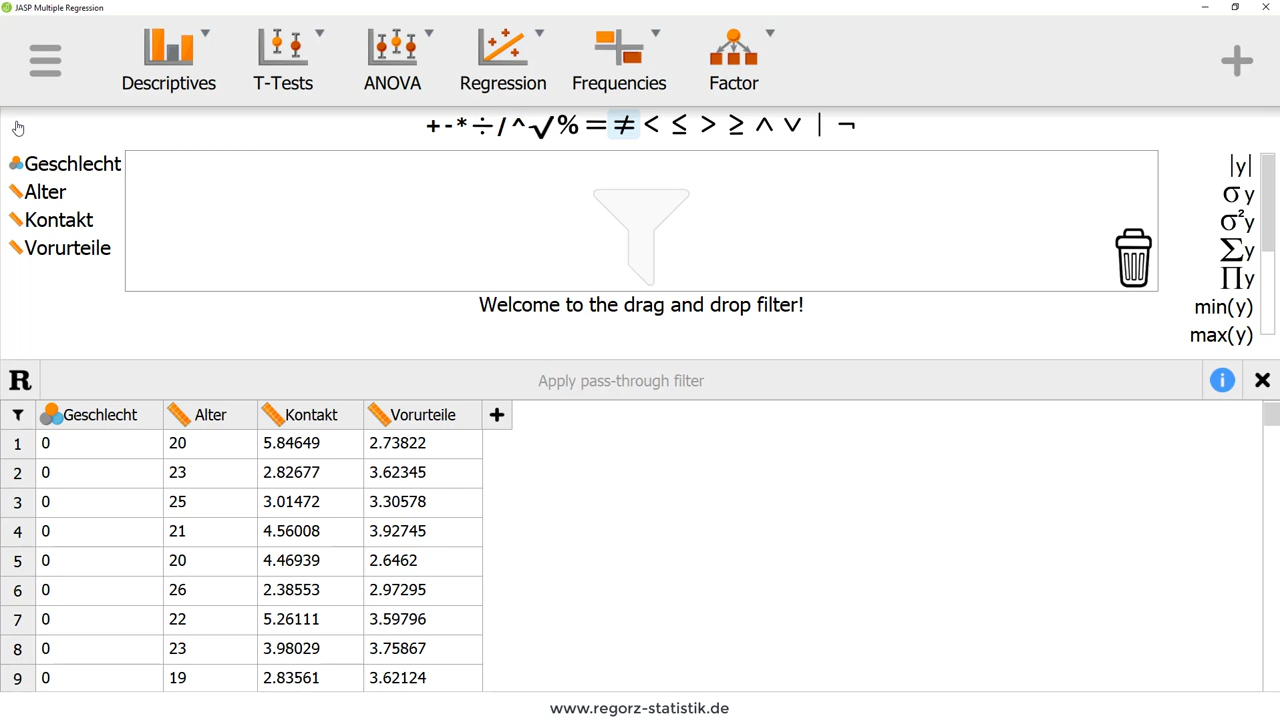 JASP Multiple Regression
Descriptives T-Tests ANOVA Regression Frequencies Factor
+ - * ÷ / ^ √ % = ≠ < ≤ > ≥ ∧ ∨ | ¬
Geschlecht
Alter
Kontakt
Vorurteile
|y|
σ y
σ²y
∑y
∏y
min(y)
max(y)
Welcome to the drag and drop filter!
R Apply pass-through filter i
Geschlecht Alter Kontakt Vorurteile
1 0 20 5.84649 2.73822
2 0 23 2.82677 3.62345
3 0 25 3.01472 3.30578
4 0 21 4.56008 3.92745
5 0 20 4.46939 2.6462
6 0 26 2.38553 2.97295
7 0 22 5.26111 3.59796
8 0 23 3.98029 3.75867
9 0 19 2.83561 3.62124
www.regorz-statistik.de